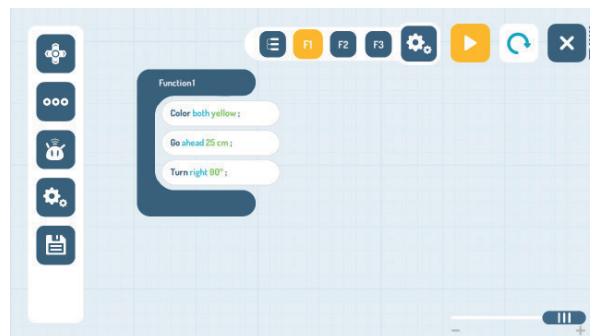 F1 F2 F3
Function1
Color both yellow ;
Go ahead 25 cm ;
Turn right 90° ;